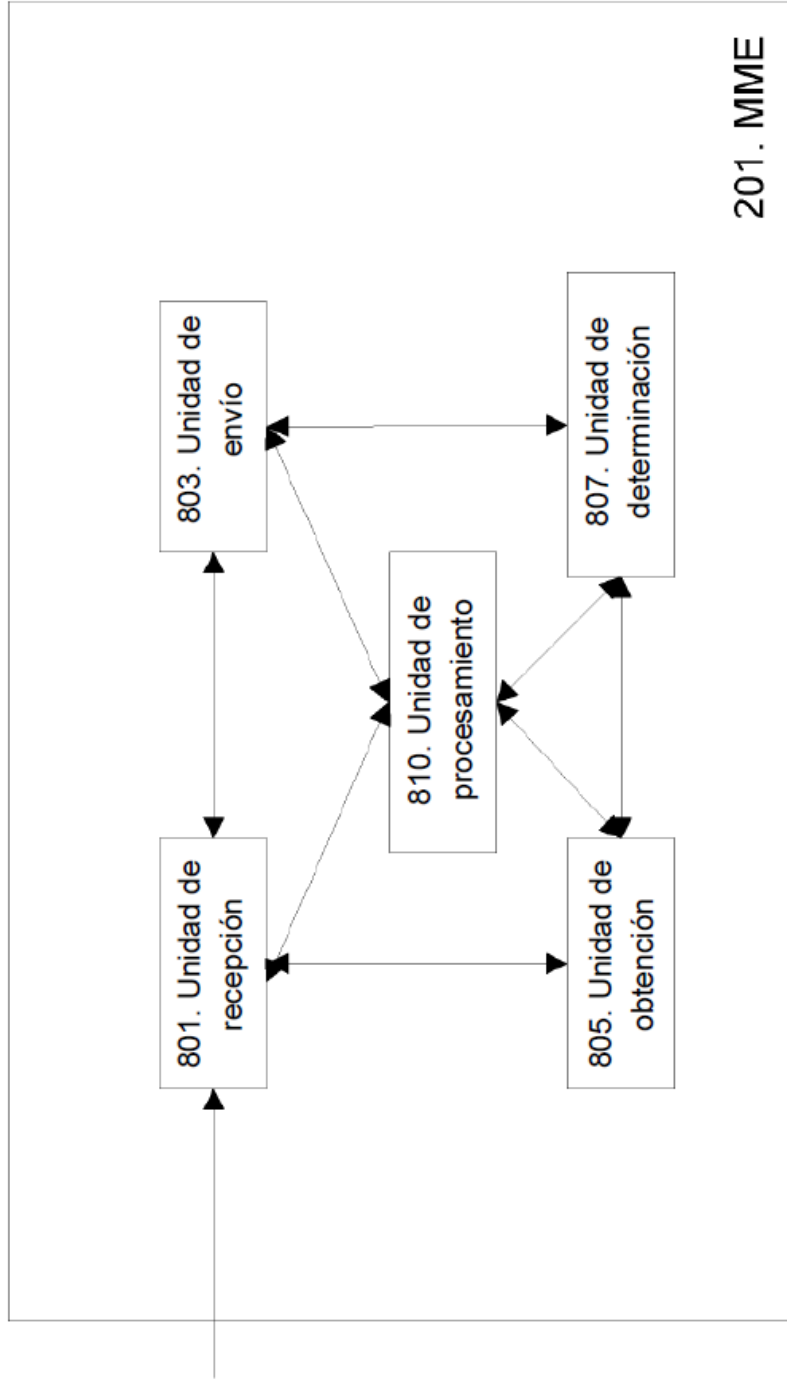 801. Unidad de
recepción
803. Unidad de
envío
810. Unidad de
procesamiento
805. Unidad de
obtención
807. Unidad de
determinación
201. MME